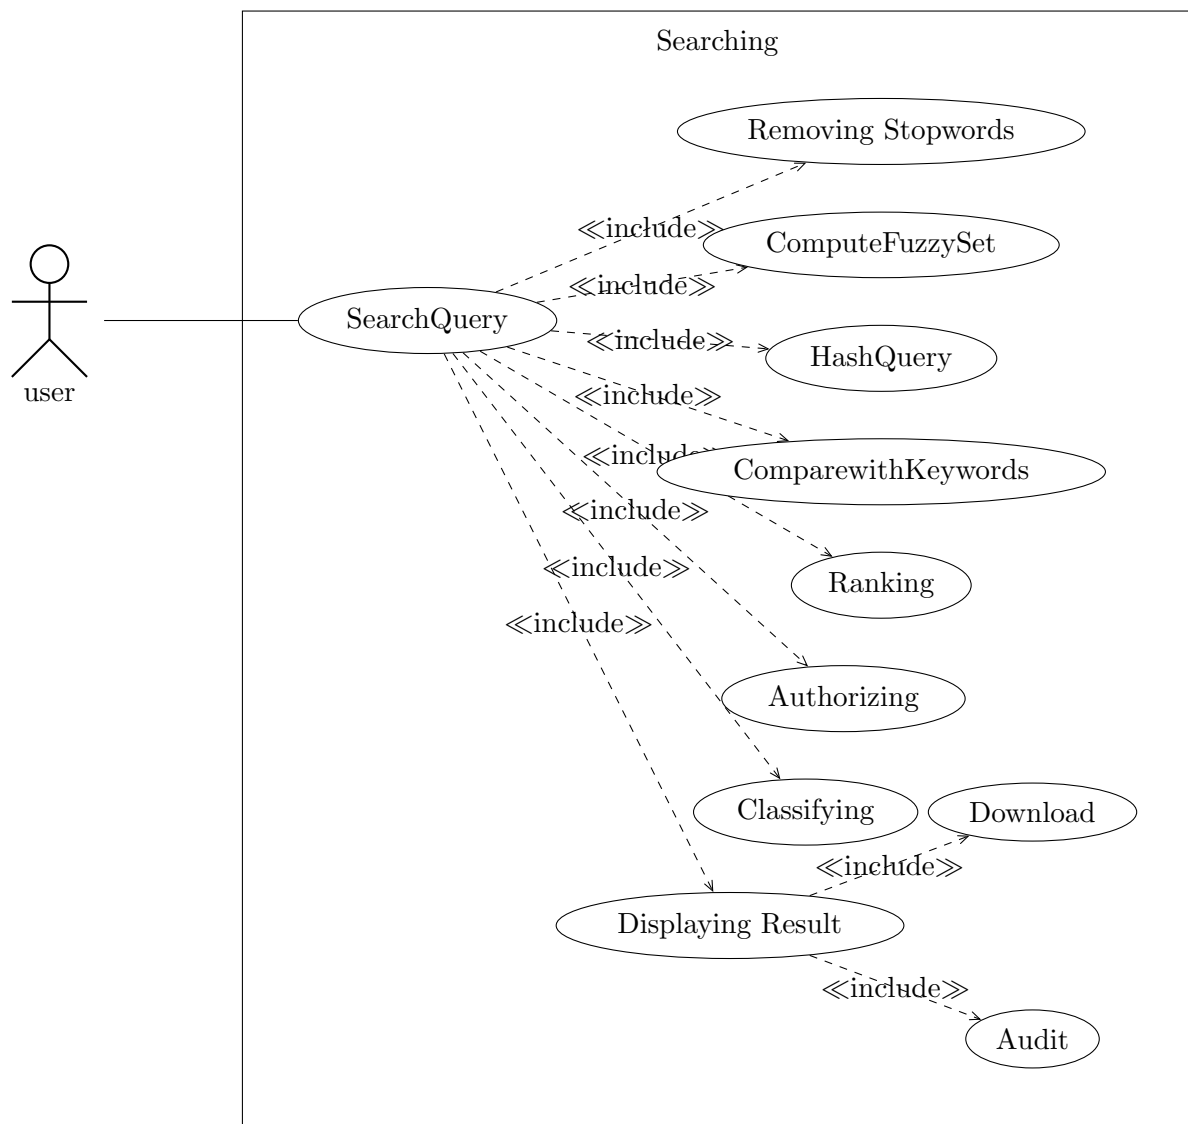 Searching
Removing Stopwords
≪include≫
ComputeFuzzySet
≪include≫
SearchQuery
≪include≫
HashQuery
user
≪include≫
≪include≫
ComparewithKeywords
≪include≫
≪include≫
Ranking
≪include≫
Authorizing
Classifying
Download
≪include≫
Displaying Result
≪include≫
Audit